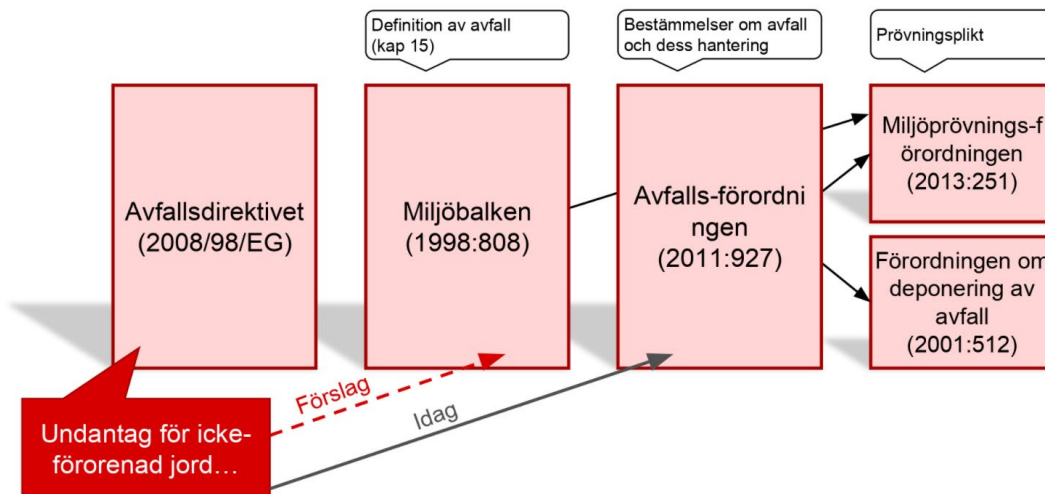 Definition av avfall
(kap 15)
Bestämmelser om avfall
och dess hantering
Prövningsplikt
Avfallsdirektivet
(2008/98/EG)
Miljöbalken
(1998:808)
Avfalls-förordni
ngen
(2011:927)
Miljöprövnings-f
örordningen
(2013:251)
Förordningen om
deponering av
avfall
(2001:512)
Förslag
Idag
Undantag för icke-
förorenad jord…